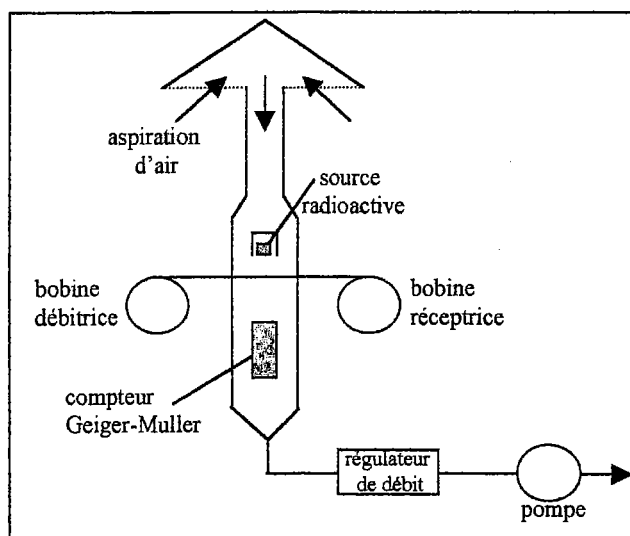 aspiration
d'air
source
radioactive
bobine
débitrice
bobine
réceptrice
compteur
Geiger-Muller
régulateur
de débit
pompe